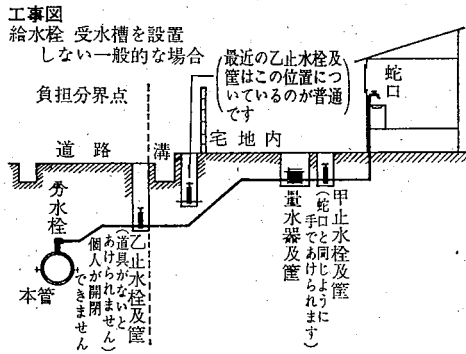 工事図
給水栓 受水槽を設置
しない一般的な場合
(最近の乙止水栓及
筐はこの位置につ
いているのが普通
です)
負担分界点
蛇口
道路
溝
宅地内
分水栓
本管
乙止水栓及筐
(道具がないと
あけられません)
個人が開閉
できません
量水器及筐
甲止水栓及筐
(蛇口と同じように
手であけられます)